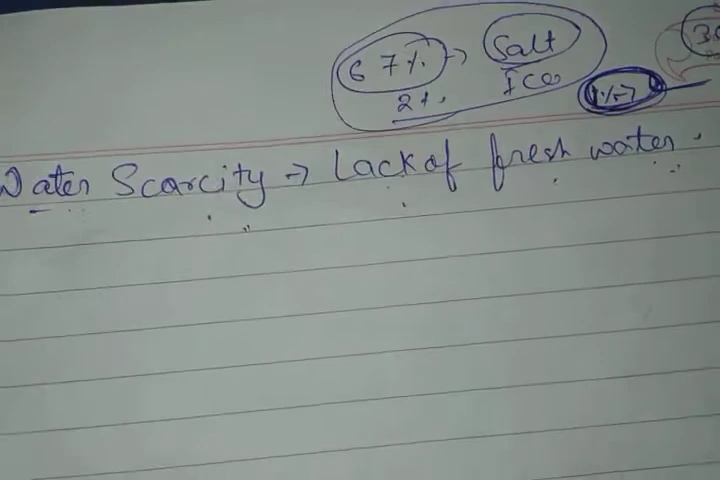 67% → Salt
2% Ice
1% →
Water Scarcity → Lack of fresh water.